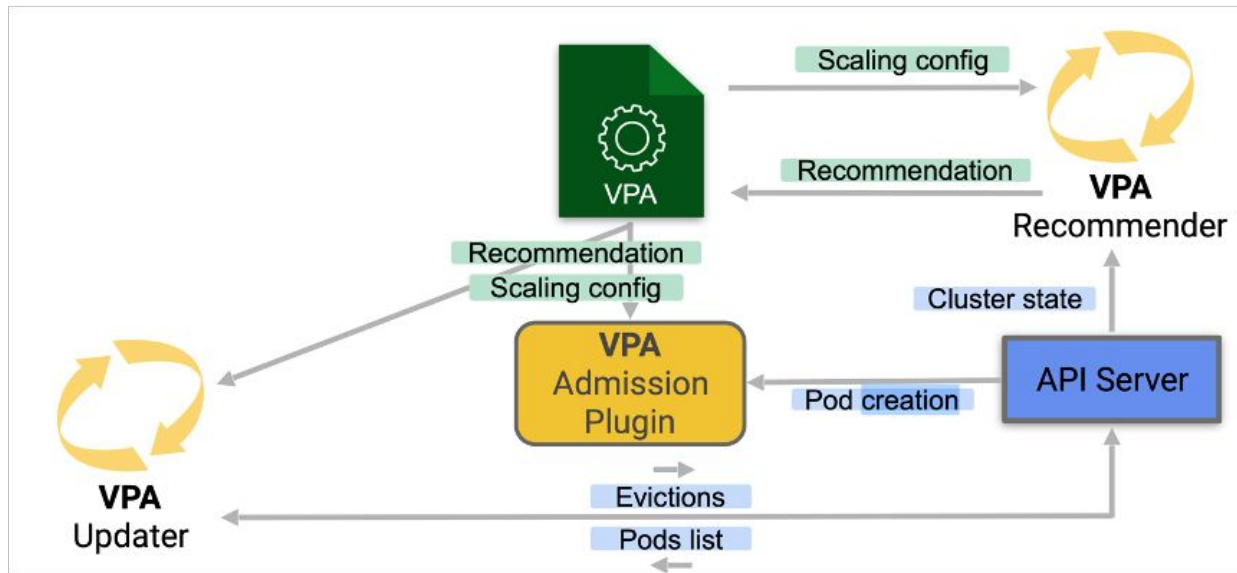 Scaling config
VPA
Recommendation
VPA
Recommender
Recommendation
Scaling config
Cluster state
VPA
Admission
Plugin
API Server
Pod creation
VPA
Updater
Evictions
Pods list